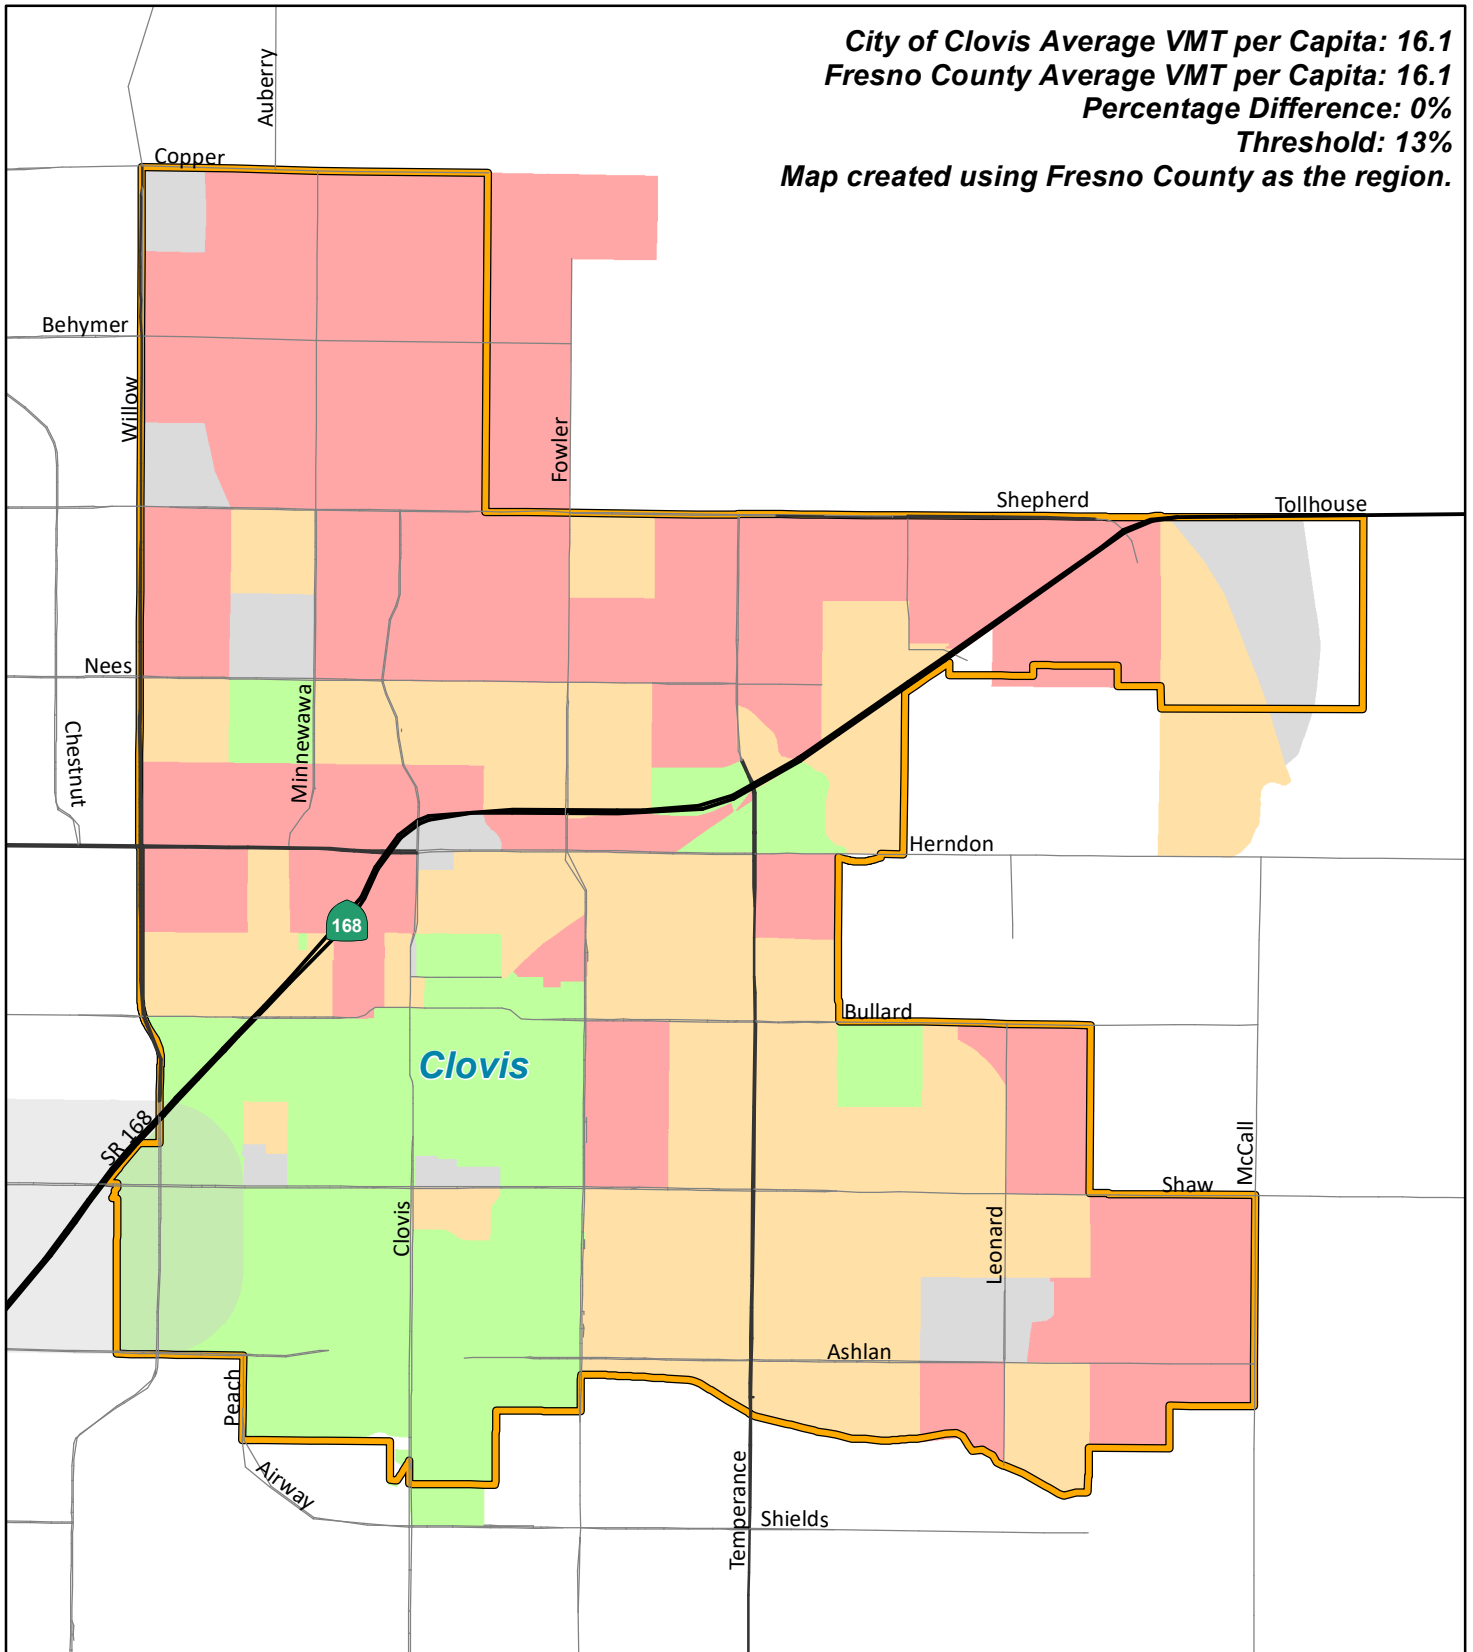 City of Clovis Average VMT per Capita: 16.1
Fresno County Average VMT per Capita: 16.1
Percentage Difference: 0%
Threshold: 13%
Map created using Fresno County as the region.
Auberry
Copper
Behymer
Willow
Fowler
Shepherd
Tollhouse
Nees
Minnewawa
Chestnut
Herndon
168
Bullard
Clovis
SR 168
McCall
Shaw
Clovis
Leonard
Ashlan
Peach
Airway
Temperance
Shields